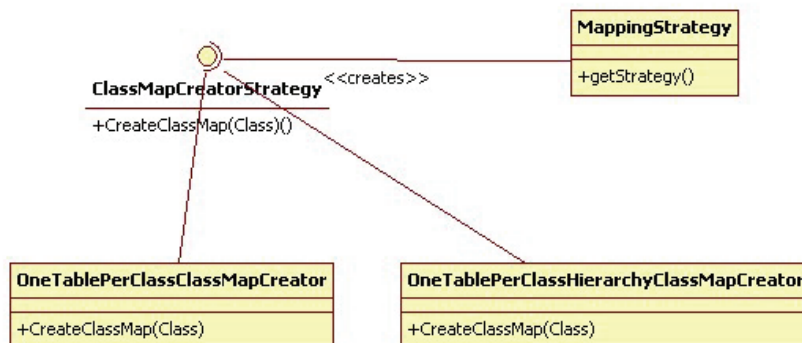 MappingStrategy
+getStrategy()
<<creates>>
ClassMapCreatorStrategy
+CreateClassMap(Class)()
OneTablePerClassClassMapCreator
+CreateClassMap(Class)
OneTablePerClassHierarchyClassMapCreator
+CreateClassMap(Class)